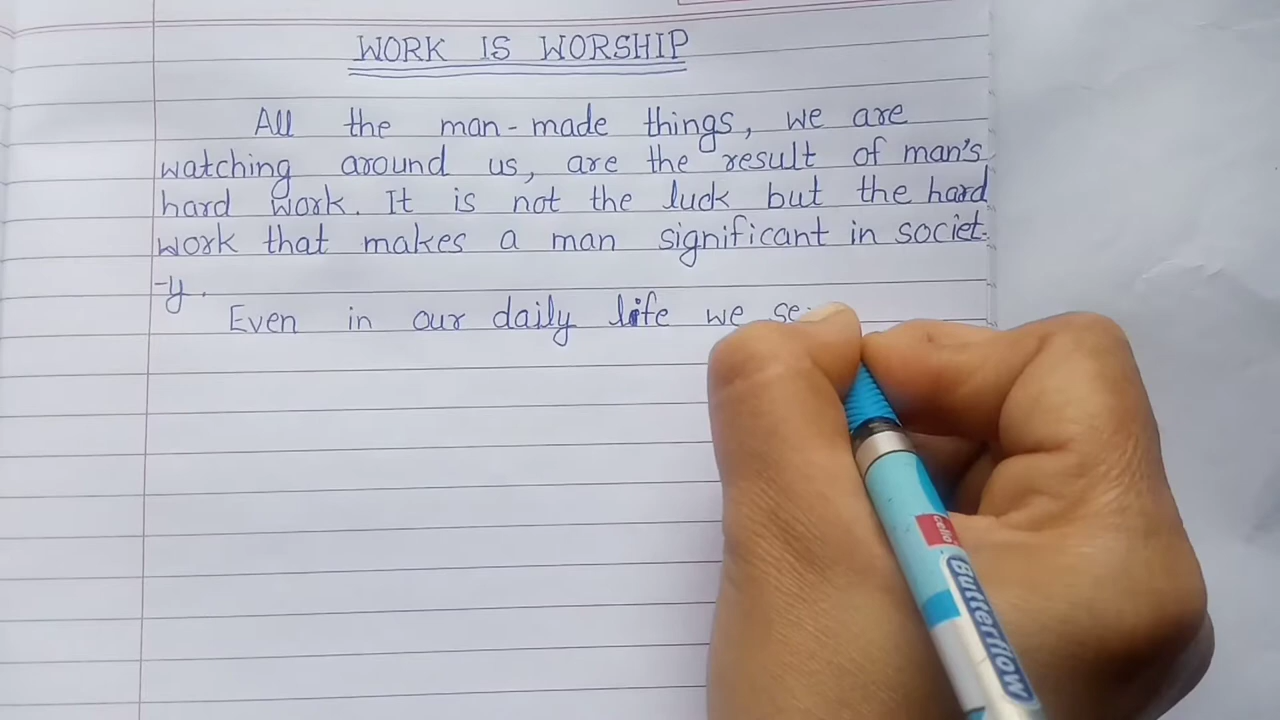 WORK IS WORSHIP
All the man-made things, we are
watching around us, are the result of man's
hard work. It is not the luck but the hard
work that makes a man significant in societ-
-y.
Even in our daily life we
cello
Butterflow